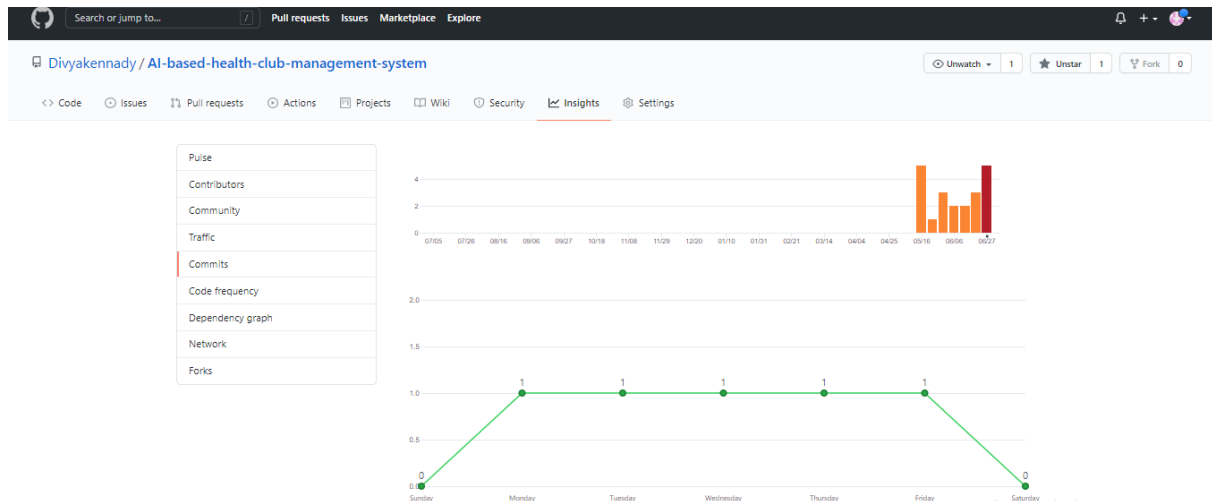 Search or jump to... / Pull requests Issues Marketplace Explore
Divyakennady / AI-based-health-club-management-system Unwatch 1 Unstar 1 Fork 0
Code Issues Pull requests Actions Projects Wiki Security Insights Settings
Pulse
Contributors
Community
Traffic
Commits
Code frequency
Dependency graph
Network
Forks
4
2
0
07/05 07/26 08/16 09/06 09/27 10/18 11/08 11/29 12/20 01/10 01/31 02/21 03/14 04/04 04/25 05/16 06/06 06/27
2.0
1.5
1 1 1 1 1
1.0
0.5
0 0
0.0
Sunday Monday Tuesday Wednesday Thursday Friday Saturday